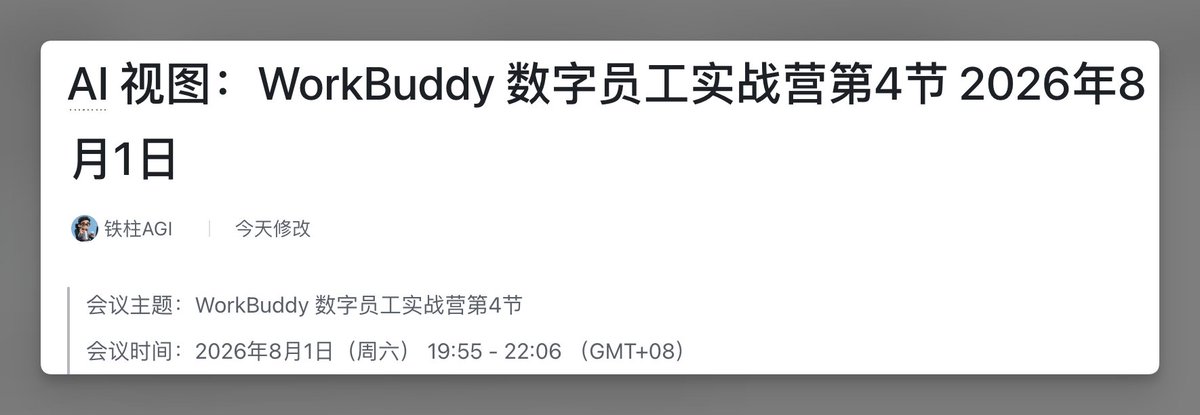 AI 视图：WorkBuddy 数字员工实战营第4节 2026年8
月1日
铁柱AGI
今天修改
会议主题：WorkBuddy 数字员工实战营第4节
会议时间：2026年8月1日（周六） 19:55 - 22:06 （GMT+08）